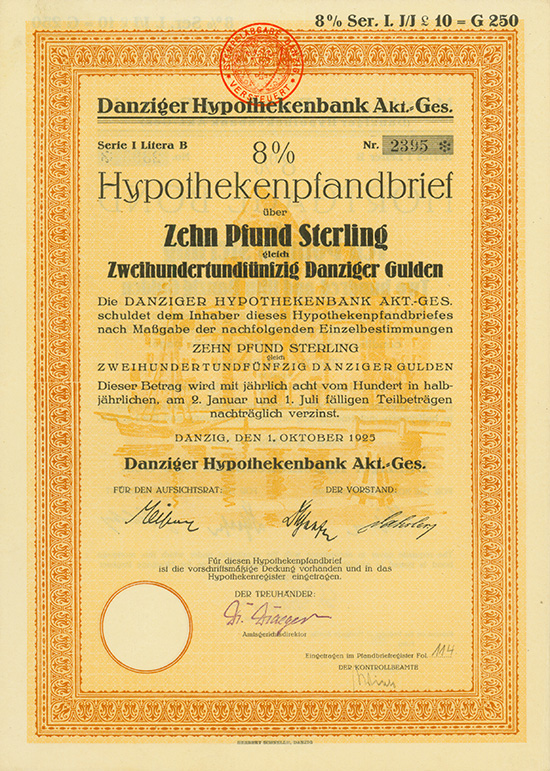 8% Ser. I. J/J £ 10 = G 250
VERSTEUERT
Danziger Hypothekenbank Akt.-Ges.
Serie I Litera B
Nr. 2395 ✻
8%
Hypothekenpfandbrief
über
Zehn Pfund Sterling
gleich
Zweihundertundfünfzig Danziger Gulden
Die DANZIGER HYPOTHEKENBANK AKT.-GES.
schuldet dem Inhaber dieses Hypothekenpfandbriefes
nach Maßgabe der nachfolgenden Einzelbestimmungen
ZEHN PFUND STERLING
gleich
ZWEIHUNDERTUNDFÜNFZIG DANZIGER GULDEN
Dieser Betrag wird mit jährlich acht vom Hundert in halb-
jährlichen, am 2. Januar und 1. Juli fälligen Teilbeträgen
nachträglich verzinst.
DANZIG, DEN 1. OKTOBER 1925
Danziger Hypothekenbank Akt.-Ges.
FÜR DEN AUFSICHTSRAT:
DER VORSTAND:
Für diesen Hypothekenpfandbrief
ist die vorschriftsmäßige Deckung vorhanden und in das
Hypothekenregister eingetragen.
DER TREUHÄNDER:
Dr. Draeger
Amtsgerichtsdirektor
Eingetragen im Pfandbriefregister Fol. 114
DER KONTROLLBEAMTE